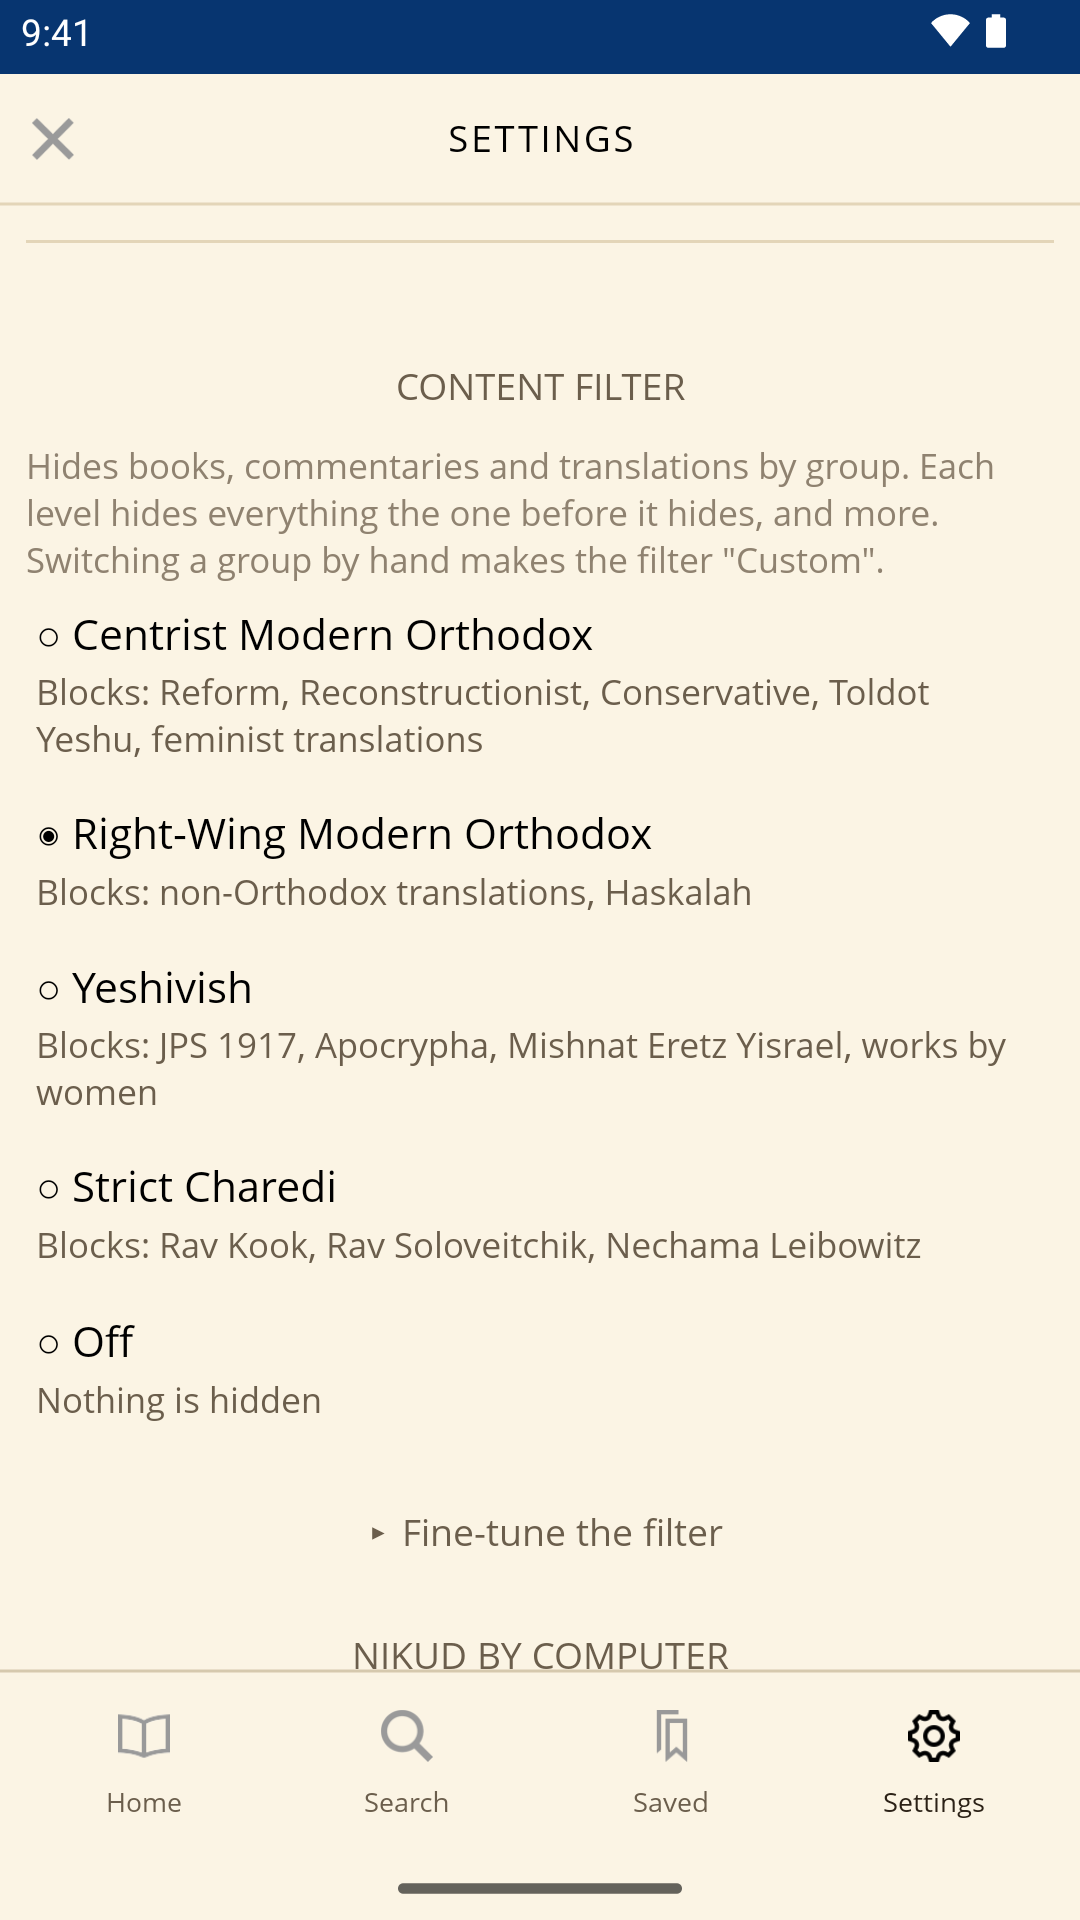 9:41
SETTINGS
CONTENT FILTER
Hides books, commentaries and translations by group. Each
level hides everything the one before it hides, and more.
Switching a group by hand makes the filter "Custom".
○ Centrist Modern Orthodox
Blocks: Reform, Reconstructionist, Conservative, Toldot
Yeshu, feminist translations
◉ Right-Wing Modern Orthodox
Blocks: non-Orthodox translations, Haskalah
○ Yeshivish
Blocks: JPS 1917, Apocrypha, Mishnat Eretz Yisrael, works by
women
○ Strict Charedi
Blocks: Rav Kook, Rav Soloveitchik, Nechama Leibowitz
○ Off
Nothing is hidden
▸ Fine-tune the filter
NIKUD BY COMPUTER
Home
Search
Saved
Settings